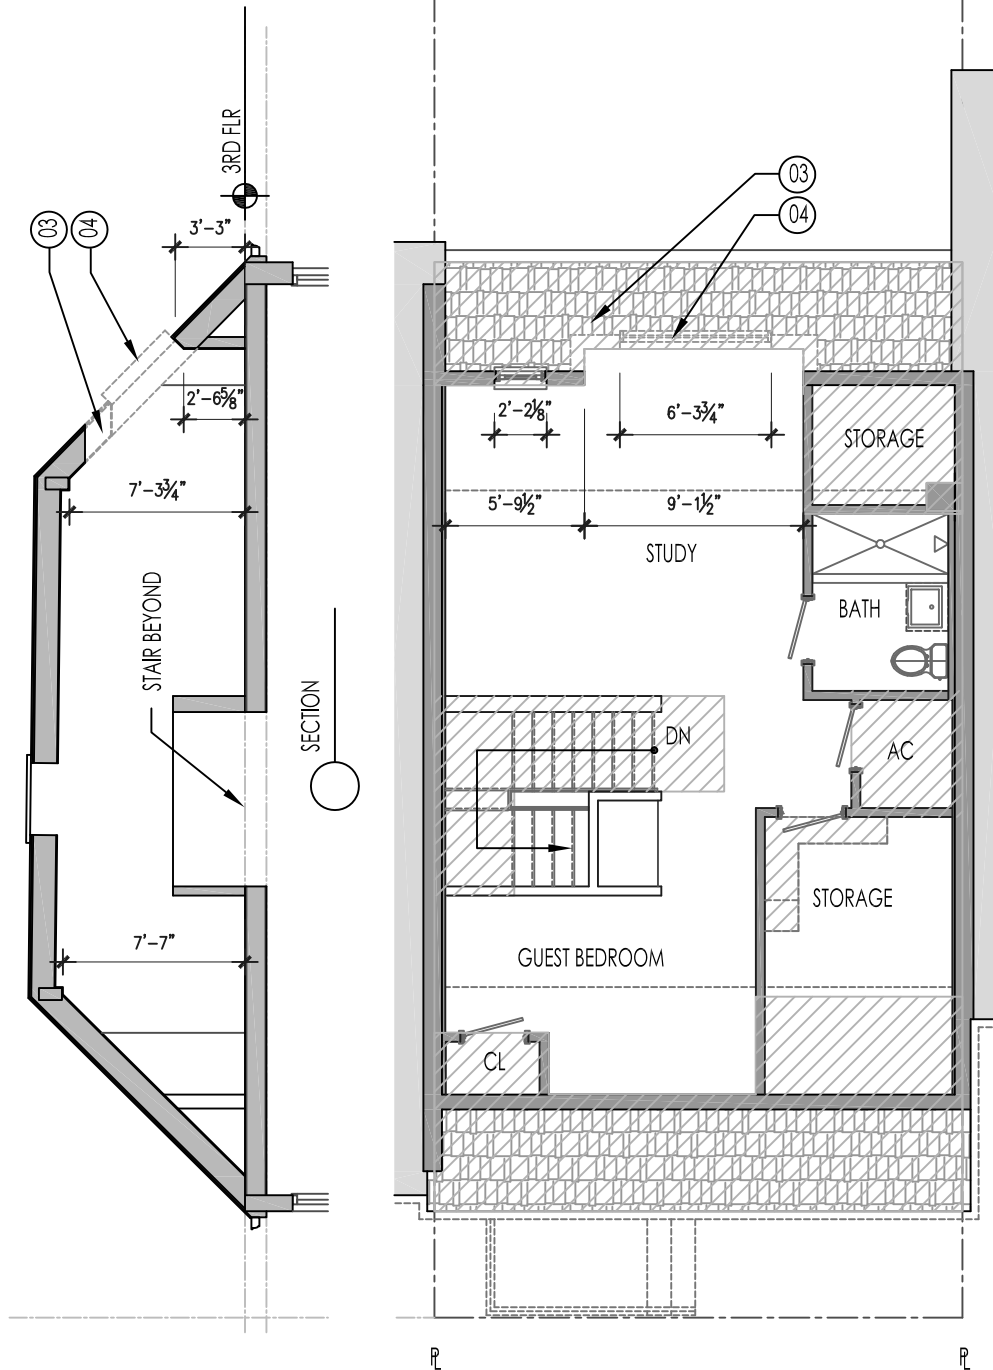 3RD FLR
03
04
3'-3"
2'-6⅝"
7'-3¾"
STAIR BEYOND
SECTION
7'-7"
03
04
2'-2⅛"
6'-3¾"
STORAGE
5'-9½"
9'-1½"
STUDY
BATH
DN
AC
STORAGE
GUEST BEDROOM
CL
PL
PL